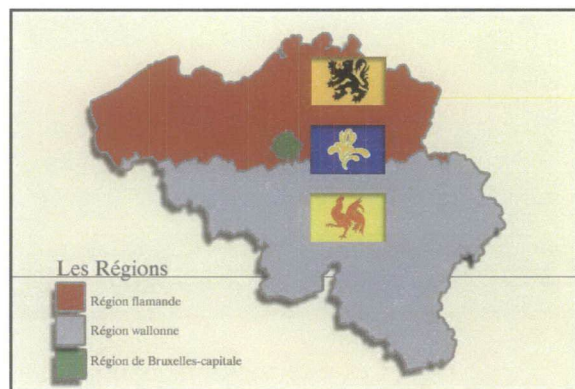 Les Régions
Région flamande
Région wallonne
Région de Bruxelles-capitale